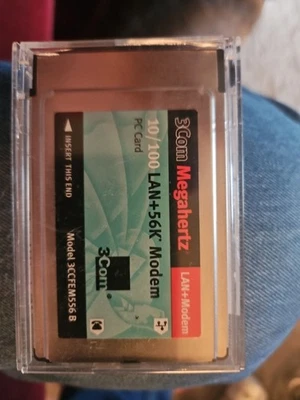 3Com Megahertz
LAN+Modem
10/100 LAN+56K Modem
PC Card
3Com
INSERT THIS END
Model 3CCFEM556 B